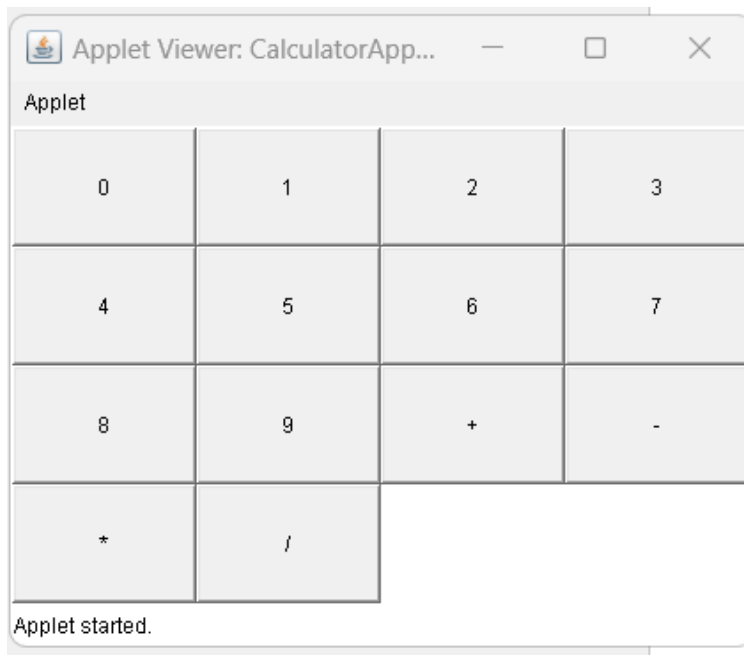 Applet Viewer: CalculatorApp...
Applet
0 1 2 3
4 5 6 7
8 9 + -
* /
Applet started.